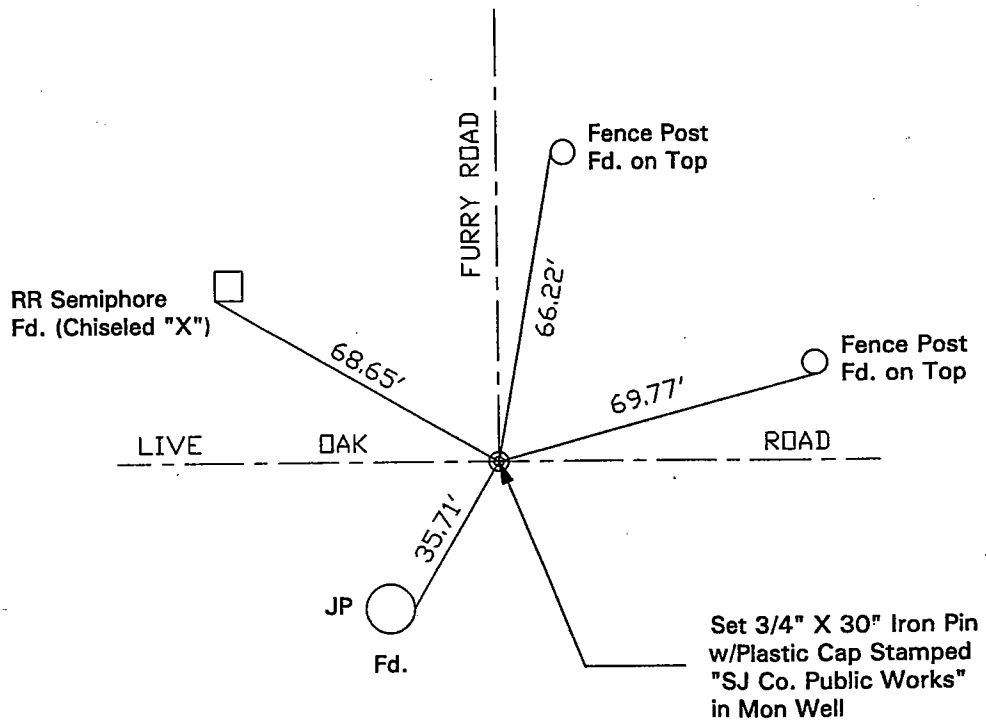 FURRY ROAD
Fence Post
Fd. on Top
66.22'
RR Semiphore
Fd. (Chiseled "X")
68.65'
Fence Post
Fd. on Top
69.77'
LIVE OAK ROAD
35.71'
JP
Fd.
Set 3/4" X 30" Iron Pin
w/Plastic Cap Stamped
"SJ Co. Public Works"
in Mon Well